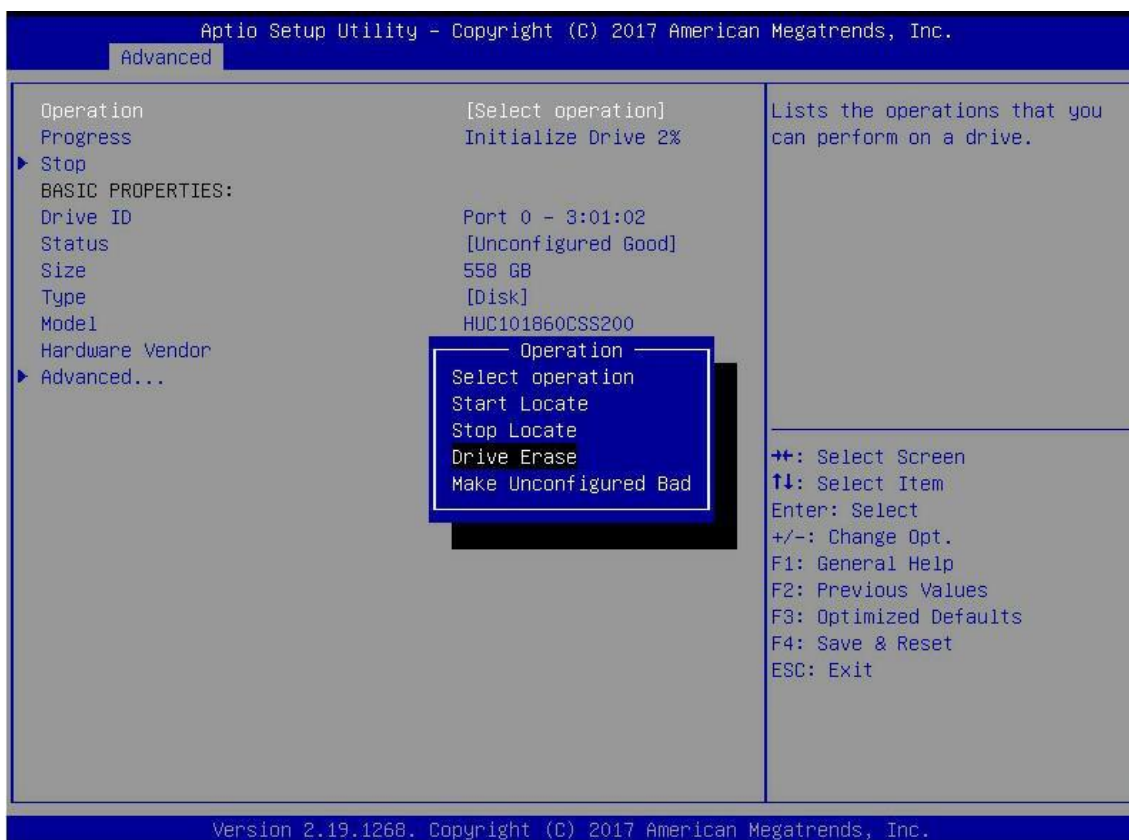 Aptio Setup Utility – Copyright (C) 2017 American Megatrends, Inc.
Advanced
Operation [Select operation]
Progress Initialize Drive 2%
► Stop
BASIC PROPERTIES:
Drive ID Port 0 – 3:01:02
Status [Unconfigured Good]
Size 558 GB
Type [Disk]
Model HUC101860CSS200
Hardware Vendor
► Advanced...
Operation
Select operation
Start Locate
Stop Locate
Drive Erase
Make Unconfigured Bad
Lists the operations that you
can perform on a drive.
→←: Select Screen
↑↓: Select Item
Enter: Select
+/-: Change Opt.
F1: General Help
F2: Previous Values
F3: Optimized Defaults
F4: Save & Reset
ESC: Exit
Version 2.19.1268. Copyright (C) 2017 American Megatrends, Inc.